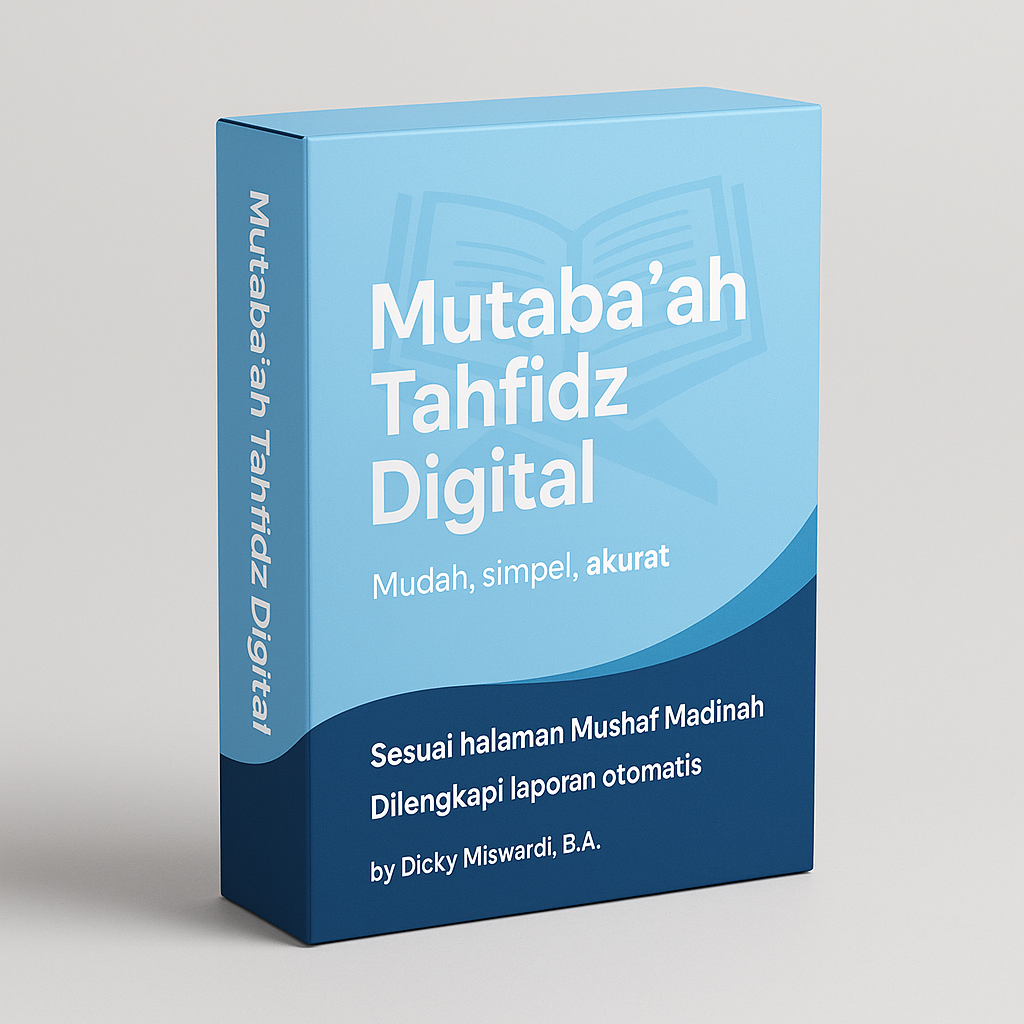 Mutaba'ah Tahfidz Digital
Mutaba’ah
Tahfidz
Digital
Mudah, simpel, akurat
Sesuai halaman Mushaf Madinah
Dilengkapi laporan otomatis
by Dicky Miswardi, B.A.